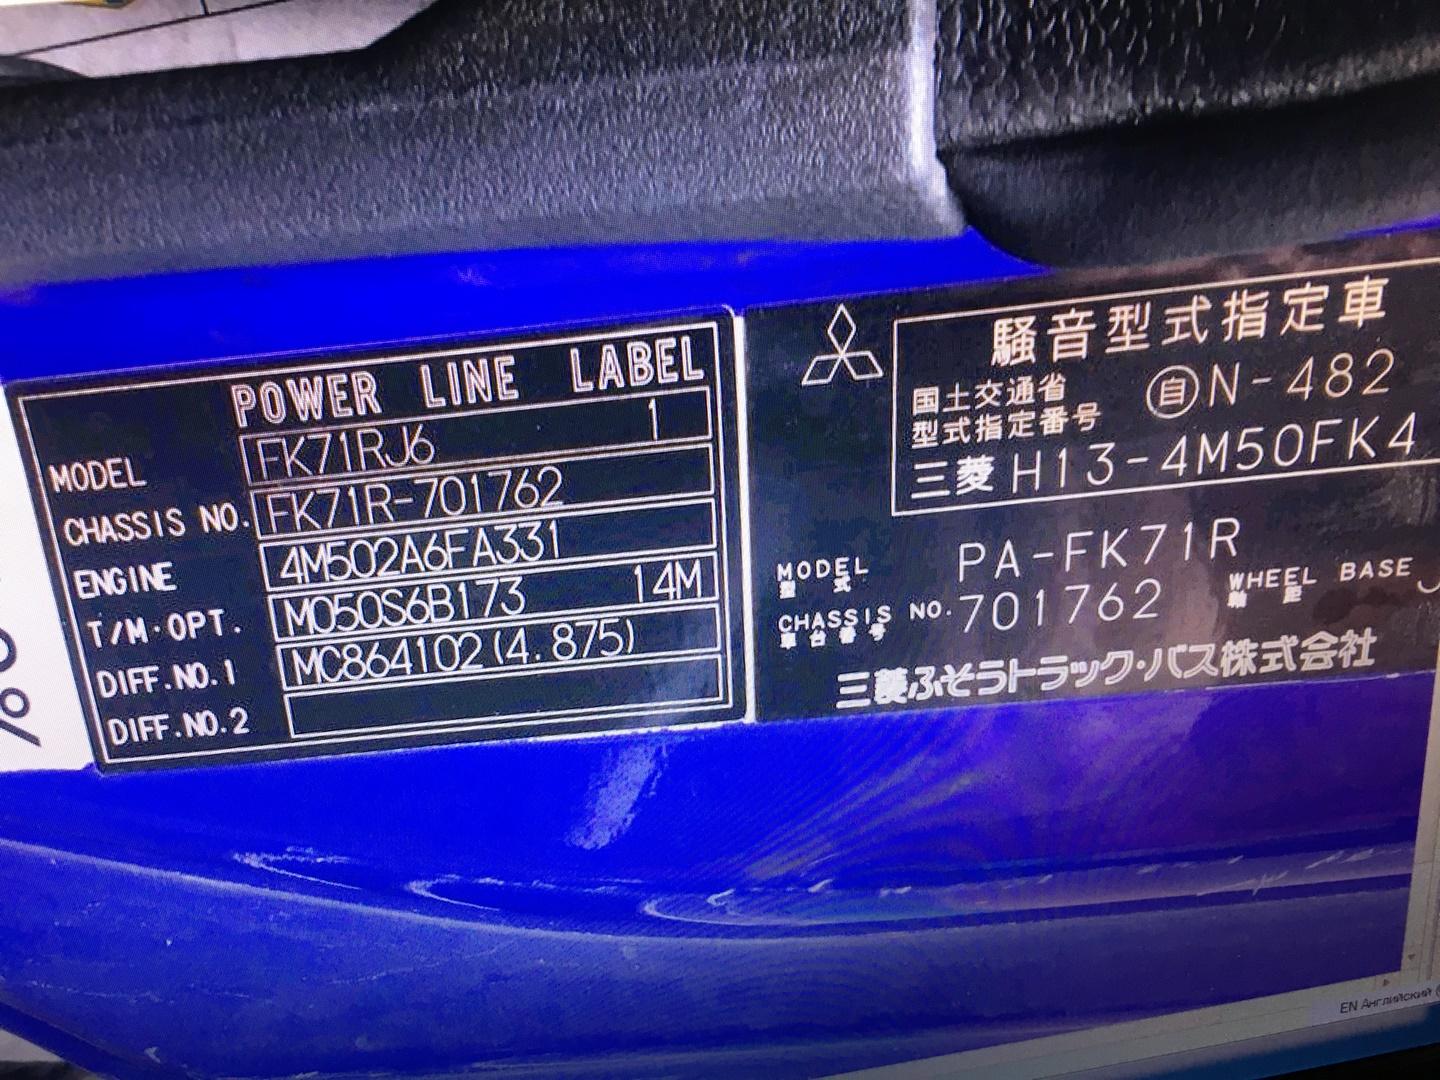 POWER LINE LABEL
MODEL FK71RJ6 1
CHASSIS NO. FK71R-701762
ENGINE 4M502A6FA331
T/M·OPT. M050S6B173 14M
DIFF.NO.1 MC864102(4.875)
DIFF.NO.2
騒音型式指定車
国土交通省
型式指定番号 自N-482
三菱 H13-4M50FK4
MODEL PA-FK71R
型式
CHASSIS NO. 701762 WHEEL BASE
車台番号 軸距
三菱ふそうトラック・バス株式会社
EN Английский